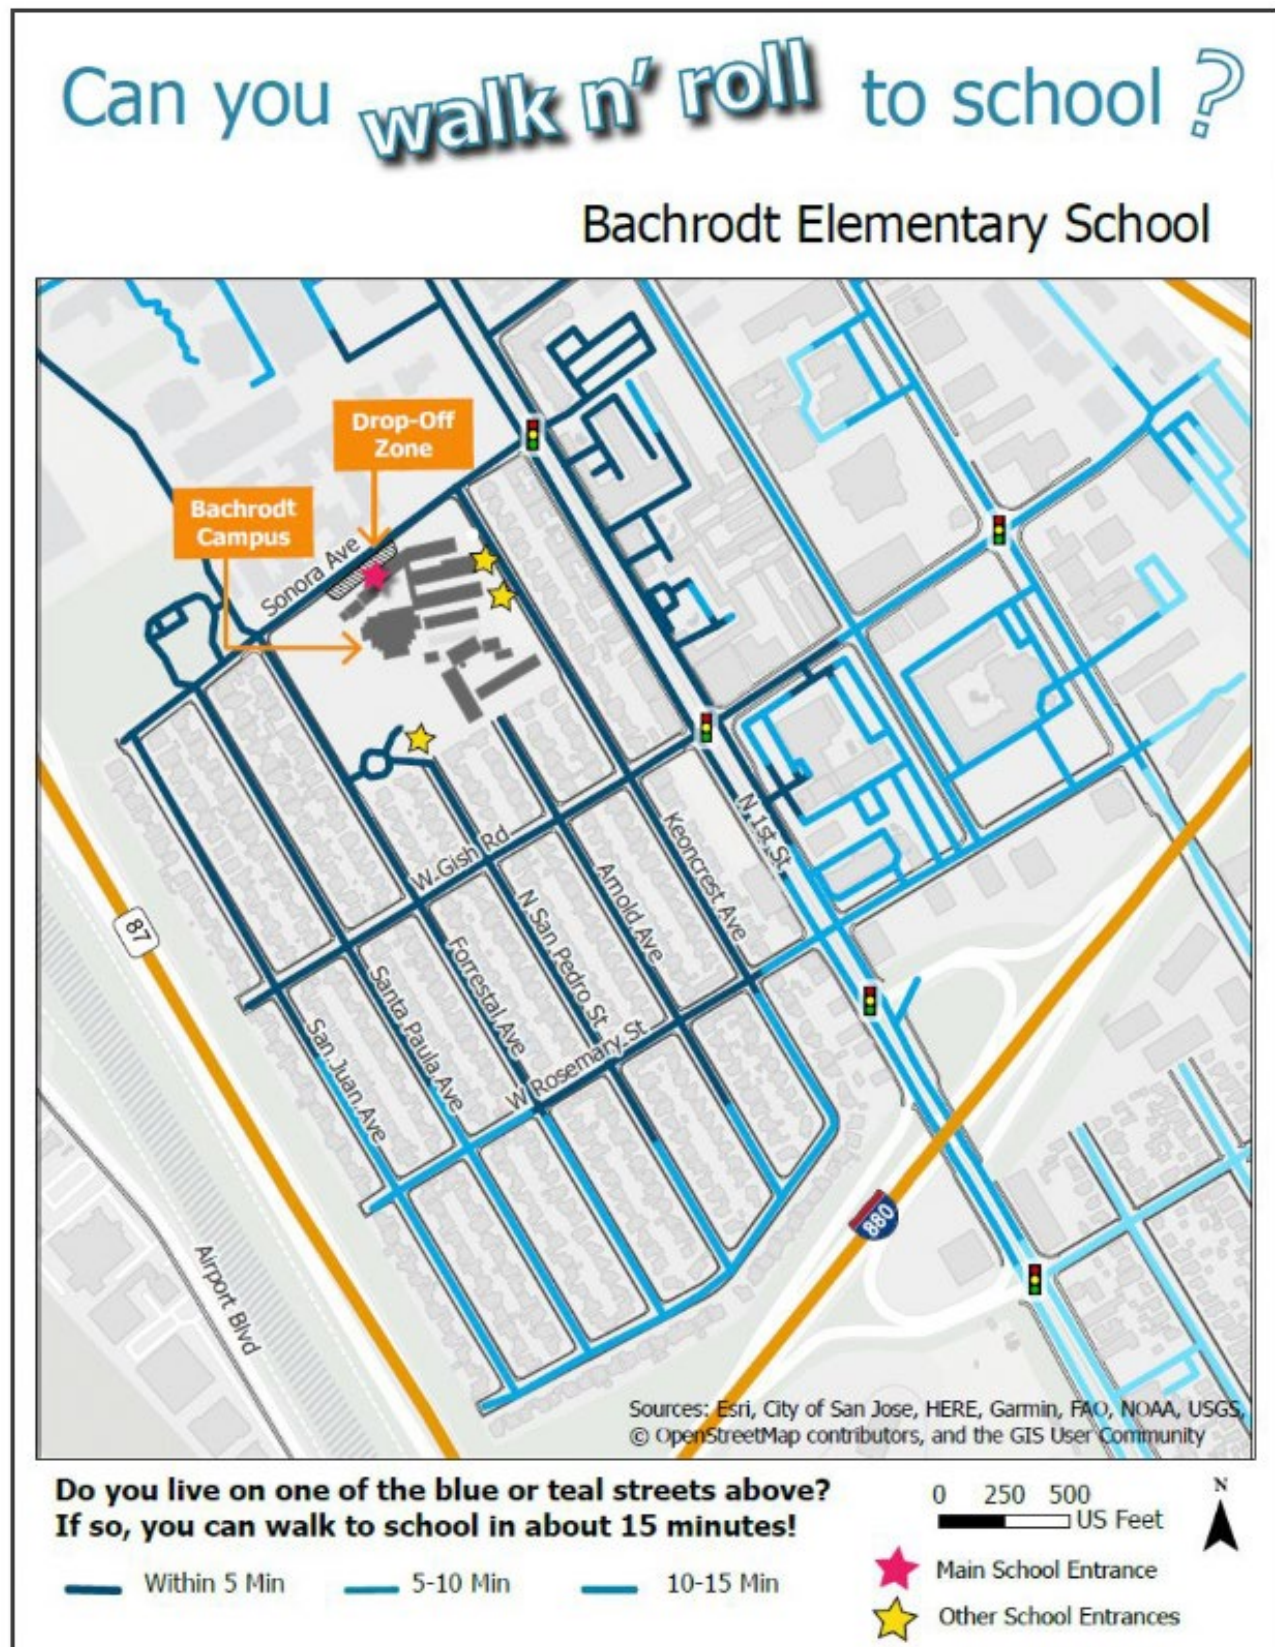 Can you walk n' roll to school ?
Bachrodt Elementary School
Drop-Off
Zone
Bachrodt
Campus
Sonora Ave
W Gish Rd
N 1st St
Keoncrest Ave
Arnold Ave
N San Pedro St
Forrestal Ave
Santa Paula Ave
San Juan Ave
W Rosemary St
87
880
Airport Blvd
Sources: Esri, City of San Jose, HERE, Garmin, FAO, NOAA, USGS,
© OpenStreetMap contributors, and the GIS User Community
Do you live on one of the blue or teal streets above?
If so, you can walk to school in about 15 minutes!
0 250 500
US Feet
N
Within 5 Min
5-10 Min
10-15 Min
Main School Entrance
Other School Entrances